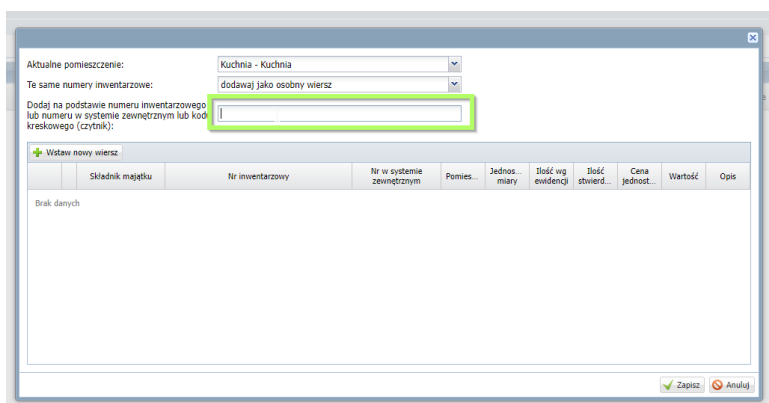 Aktualne pomieszczenie: Kuchnia - Kuchnia
Te same numery inwentarzowe: dodawaj jako osobny wiersz
Dodaj na podstawie numeru inwentarzowego
lub numeru w systemie zewnętrznym lub kodu
kreskowego (czytnik):
Wstaw nowy wiersz
Składnik majątku Nr inwentarzowy Nr w systemie zewnętrznym Pomies... Jednos... miary Ilość wg ewidencji Ilość stwierd... Cena jednost... Wartość Opis
Brak danych
Zapisz Anuluj